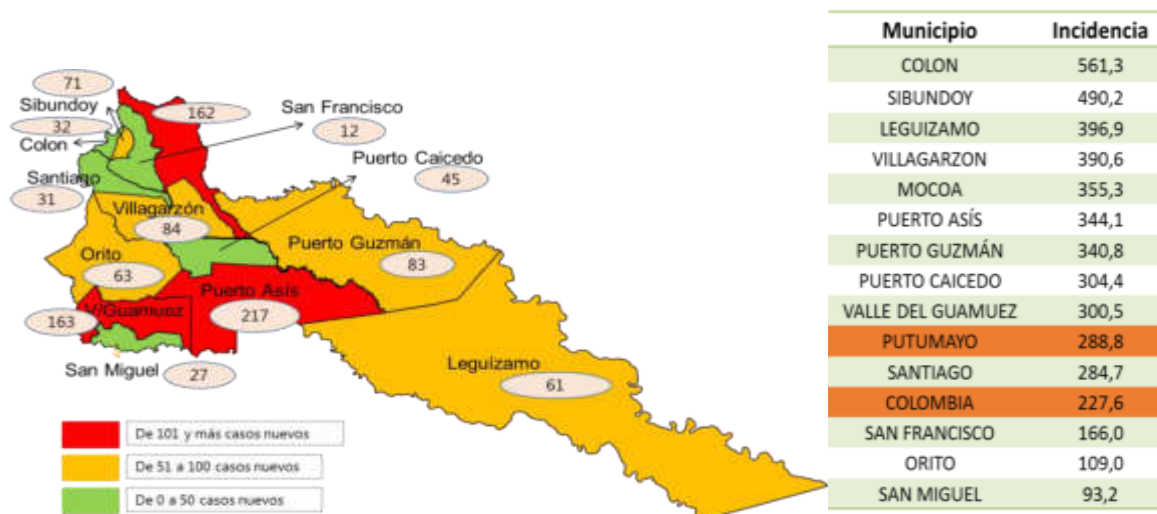 71
Sibundoy
162
San Francisco
32
12
Colon
Puerto Caicedo
Santiago
45
31
Villagarzón
84
Puerto Guzmán
Orito
83
63
Puerto Asís
V/Guamuez
217
163
Leguízamo
San Miguel
27
61
De 101 y más casos nuevos
De 51 a 100 casos nuevos
De 0 a 50 casos nuevos
Municipio Incidencia
COLON 561,3
SIBUNDOY 490,2
LEGUIZAMO 396,9
VILLAGARZON 390,6
MOCOA 355,3
PUERTO ASÍS 344,1
PUERTO GUZMÁN 340,8
PUERTO CAICEDO 304,4
VALLE DEL GUAMUEZ 300,5
PUTUMAYO 288,8
SANTIAGO 284,7
COLOMBIA 227,6
SAN FRANCISCO 166,0
ORITO 109,0
SAN MIGUEL 93,2